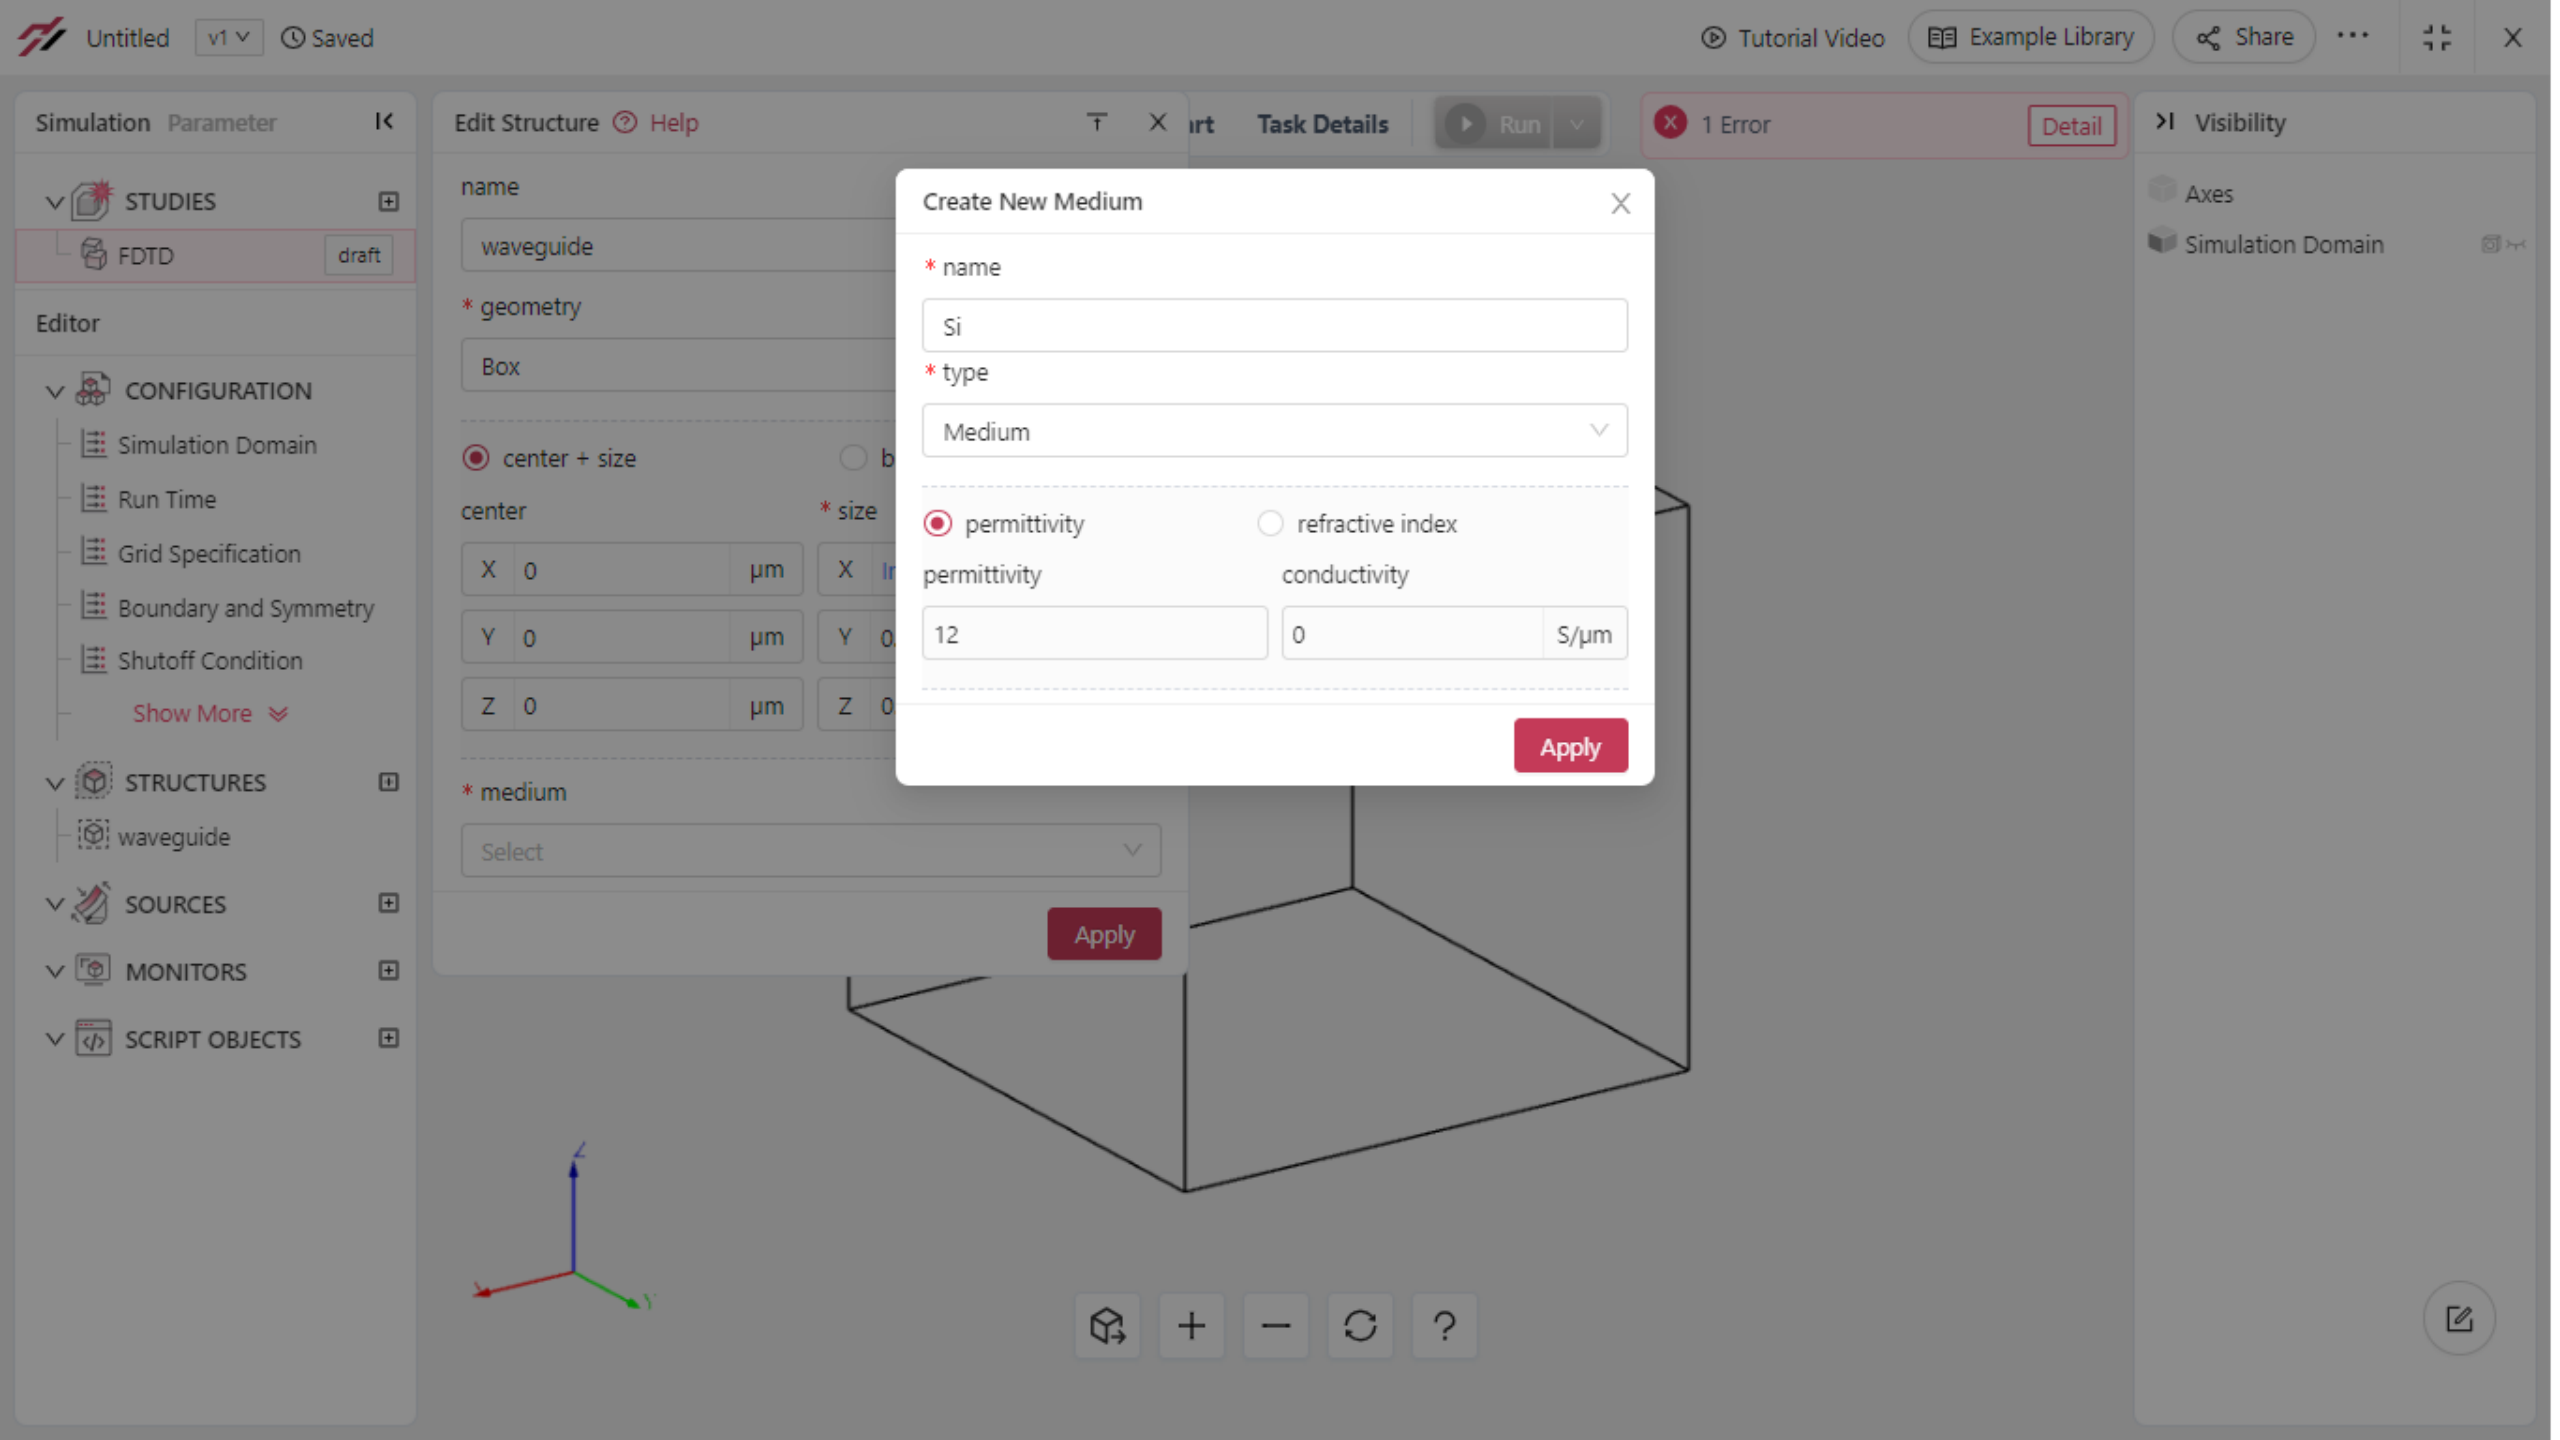 Untitled v1 Saved Tutorial Video Example Library Share
Simulation Parameter
STUDIES
FDTD draft
Editor
CONFIGURATION
Simulation Domain
Run Time
Grid Specification
Boundary and Symmetry
Shutoff Condition
Show More
STRUCTURES
waveguide
SOURCES
MONITORS
SCRIPT OBJECTS
Edit Structure Help
name
waveguide
* geometry
Box
center + size
center * size
X 0 µm X
Y 0 µm Y
Z 0 µm Z
* medium
Select
Apply
Task Details Run
1 Error Detail
Create New Medium
* name
Si
* type
Medium
permittivity refractive index
permittivity conductivity
12 0 S/µm
Apply
Visibility
Axes
Simulation Domain
Z
Y